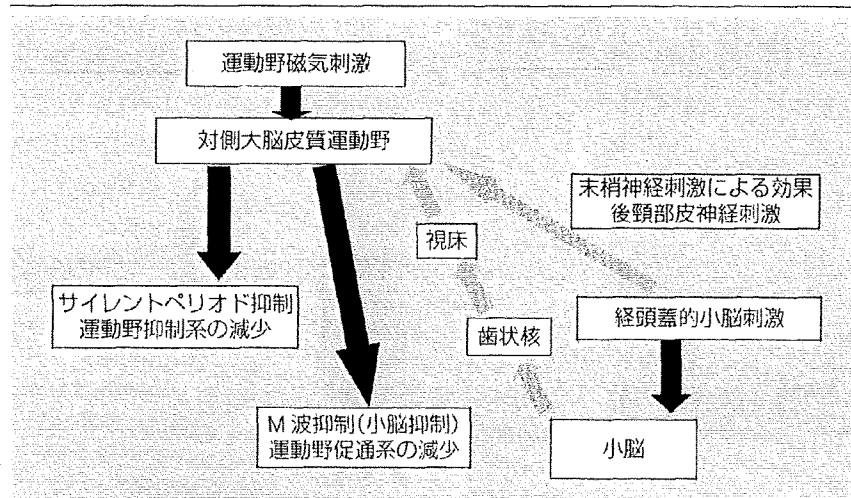 運動野磁気刺激
対側大脳皮質運動野
末梢神経刺激による効果
後頸部皮神経刺激
視床
サイレントペリオド抑制
運動野抑制系の減少
経頭蓋的小脳刺激
歯状核
M波抑制(小脳抑制)
運動野促通系の減少
小脳